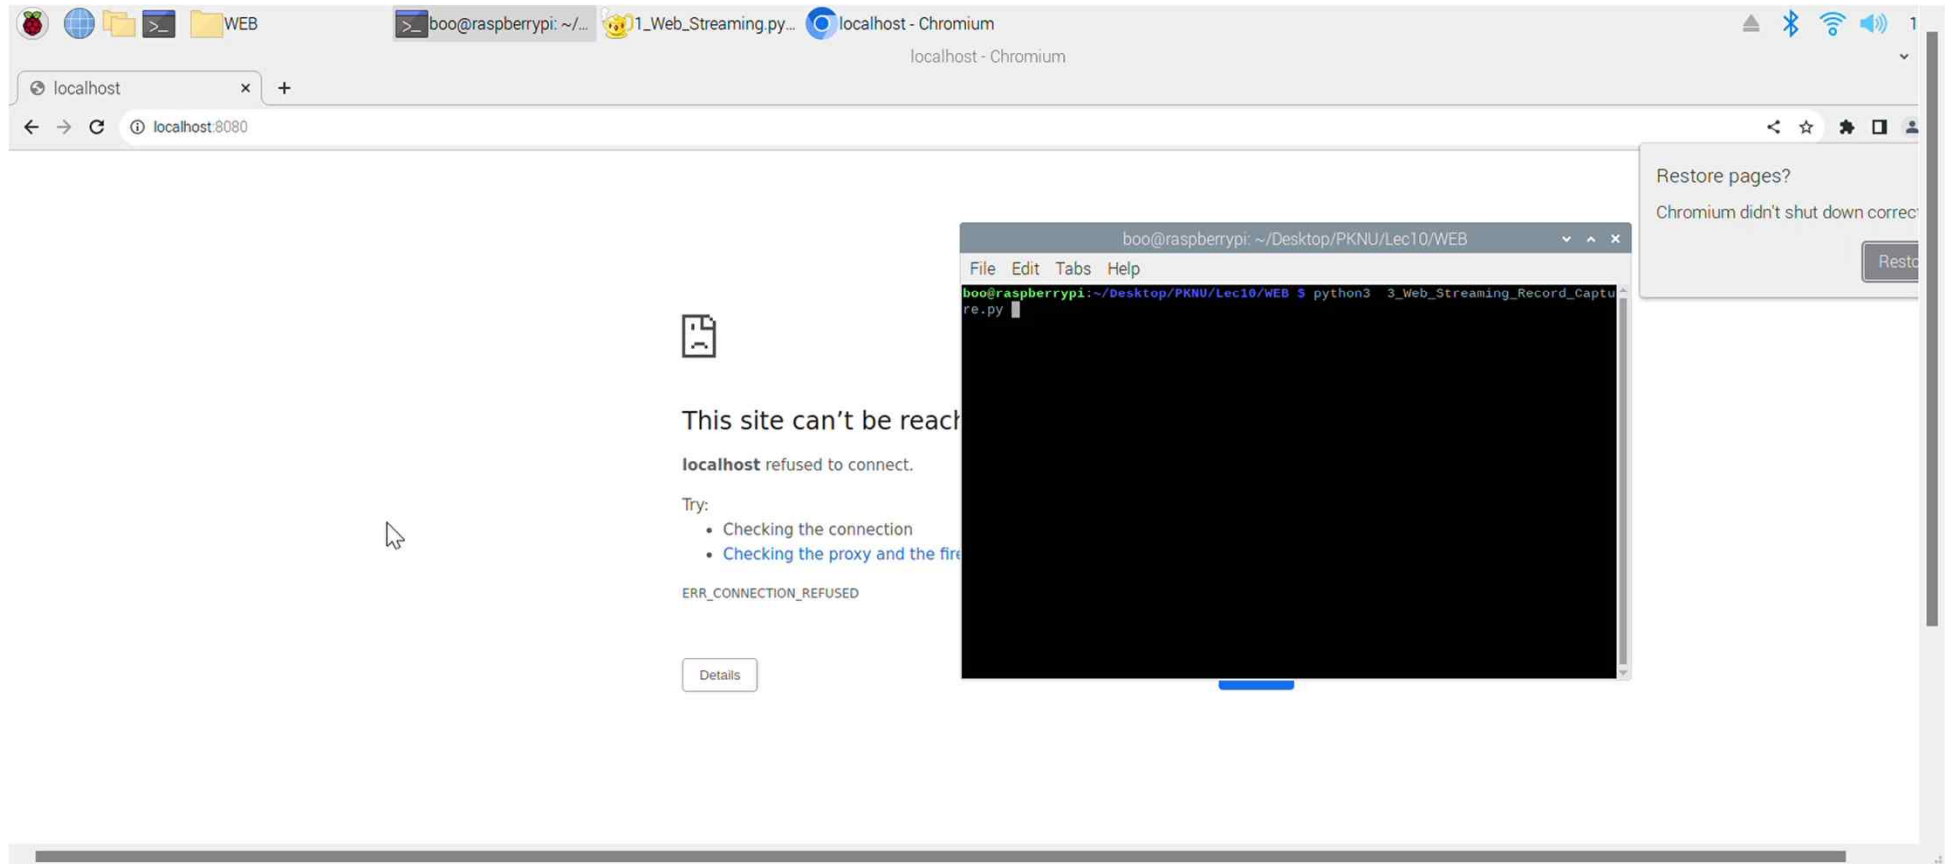 WEB
boo@raspberrypi: ~/...
1_Web_Streaming.py...
localhost - Chromium
1
localhost - Chromium
localhost
localhost:8080
Restore pages?
Chromium didn't shut down correc
Resto
boo@raspberrypi: ~/Desktop/PKNU/Lec10/WEB
File Edit Tabs Help
boo@raspberrypi:~/Desktop/PKNU/Lec10/WEB $ python3  3_Web_Streaming_Record_Captu
re.py
This site can’t be reach
localhost refused to connect.
Try:
• Checking the connection
• Checking the proxy and the fire
ERR_CONNECTION_REFUSED
Details